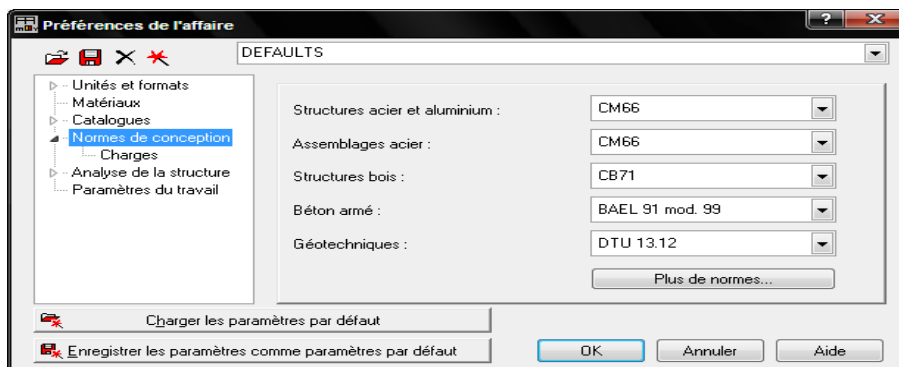 Préférences de l'affaire
DEFAULTS
Unités et formats
Matériaux
Catalogues
Normes de conception
Charges
Analyse de la structure
Paramètres du travail
Structures acier et aluminium : CM66
Assemblages acier : CM66
Structures bois : CB71
Béton armé : BAEL 91 mod. 99
Géotechniques : DTU 13.12
Plus de normes...
Charger les paramètres par défaut
Enregistrer les paramètres comme paramètres par défaut
OK Annuler Aide